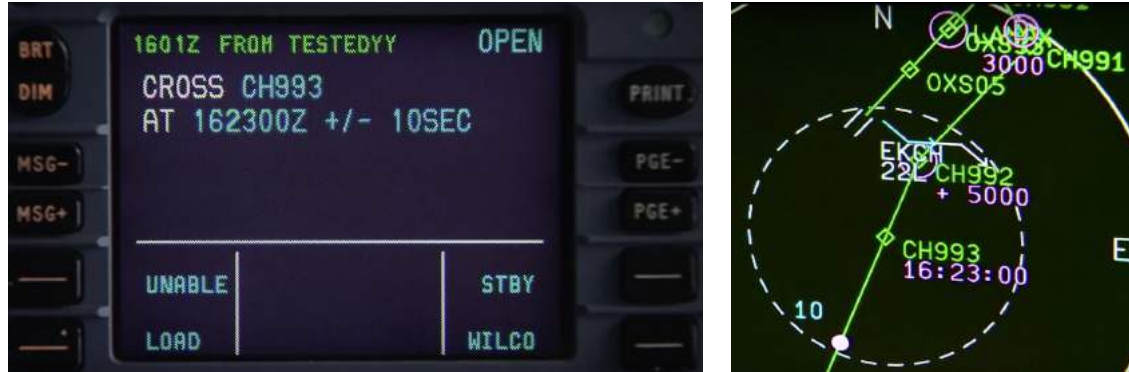 BRT
DIM
MSG-
MSG+
1601Z FROM TESTEDYY OPEN
CROSS CH993
AT 162300Z +/- 10SEC
UNABLE STBY
LOAD WILCO
PRINT
PGE-
PGE+
N
CH991
3000
OXS05
EKCH
22L CH992
+ 5000
CH993
16:23:00
E
10